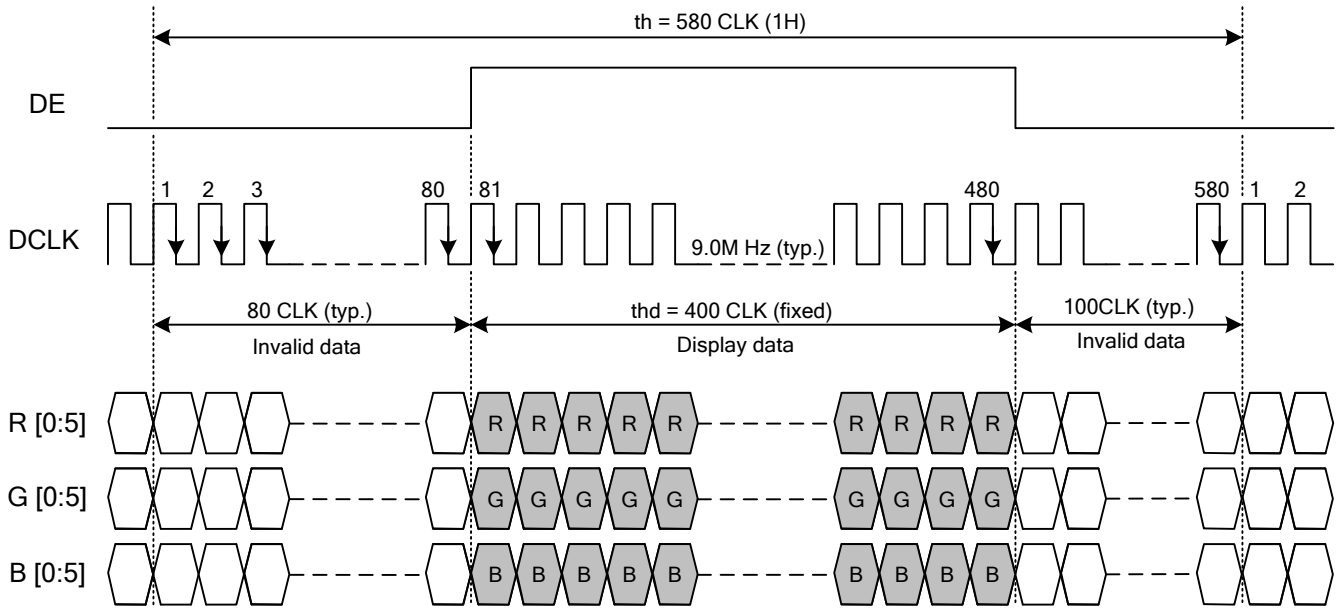 th = 580 CLK (1H)
DE
DCLK
1 2 3 80 81 480 580 1 2
9.0M Hz (typ.)
80 CLK (typ.) thd = 400 CLK (fixed) 100CLK (typ.)
Invalid data Display data Invalid data
R [0:5] R R R R R R R R R
G [0:5] G G G G G G G G G
B [0:5] B B B B B B B B B